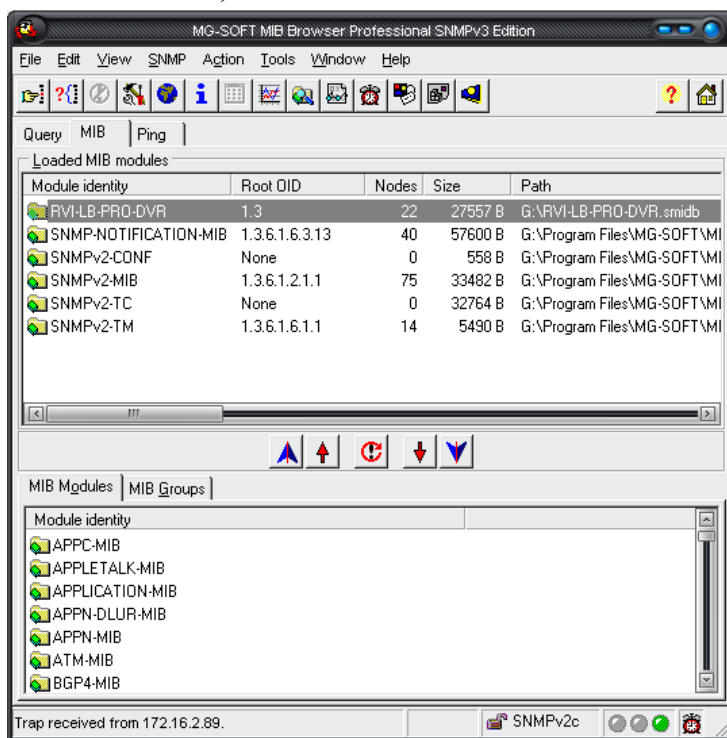 MG-SOFT MIB Browser Professional SNMPv3 Edition
File Edit View SNMP Action Tools Window Help
Query MIB Ping
Loaded MIB modules
Module identity Root OID Nodes Size Path
RVI-LB-PRO-DVR 1.3 22 27557 B G:\RVI-LB-PRO-DVR.smidb
SNMP-NOTIFICATION-MIB 1.3.6.1.6.3.13 40 57600 B G:\Program Files\MG-SOFT\MI
SNMPv2-CONF None 0 558 B G:\Program Files\MG-SOFT\MI
SNMPv2-MIB 1.3.6.1.2.1.1 75 33482 B G:\Program Files\MG-SOFT\MI
SNMPv2-TC None 0 32764 B G:\Program Files\MG-SOFT\MI
SNMPv2-TM 1.3.6.1.6.1.1 14 5490 B G:\Program Files\MG-SOFT\MI
MIB Modules MIB Groups
Module identity
APPC-MIB
APPLETALK-MIB
APPLICATION-MIB
APPN-DLUR-MIB
APPN-MIB
ATM-MIB
BGP4-MIB
Trap received from 172.16.2.89. SNMPv2c